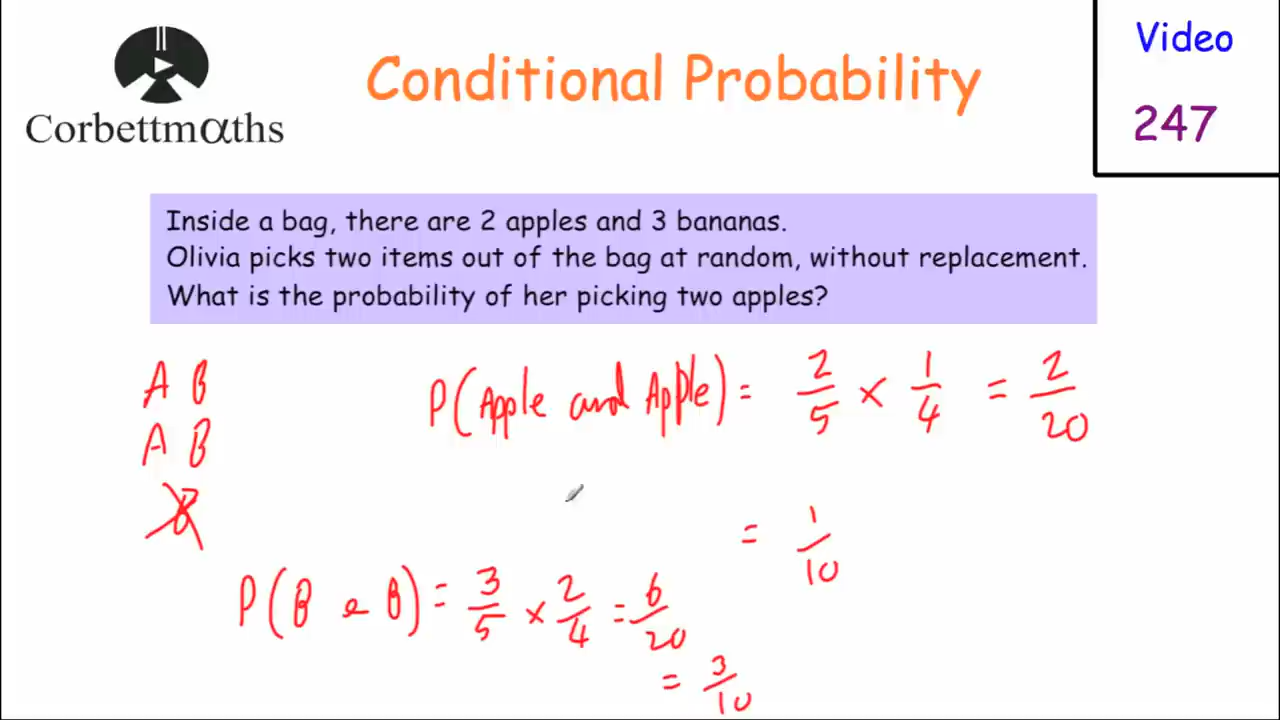 Corbettmαths
Conditional Probability
Video
247
Inside a bag, there are 2 apples and 3 bananas.
Olivia picks two items out of the bag at random, without replacement.
What is the probability of her picking two apples?
A B
A B
B
P(Apple and Apple) = 2/5 × 1/4 = 2/20
= 1/10
P(B & B) = 3/5 × 2/4 = 6/20
= 3/10